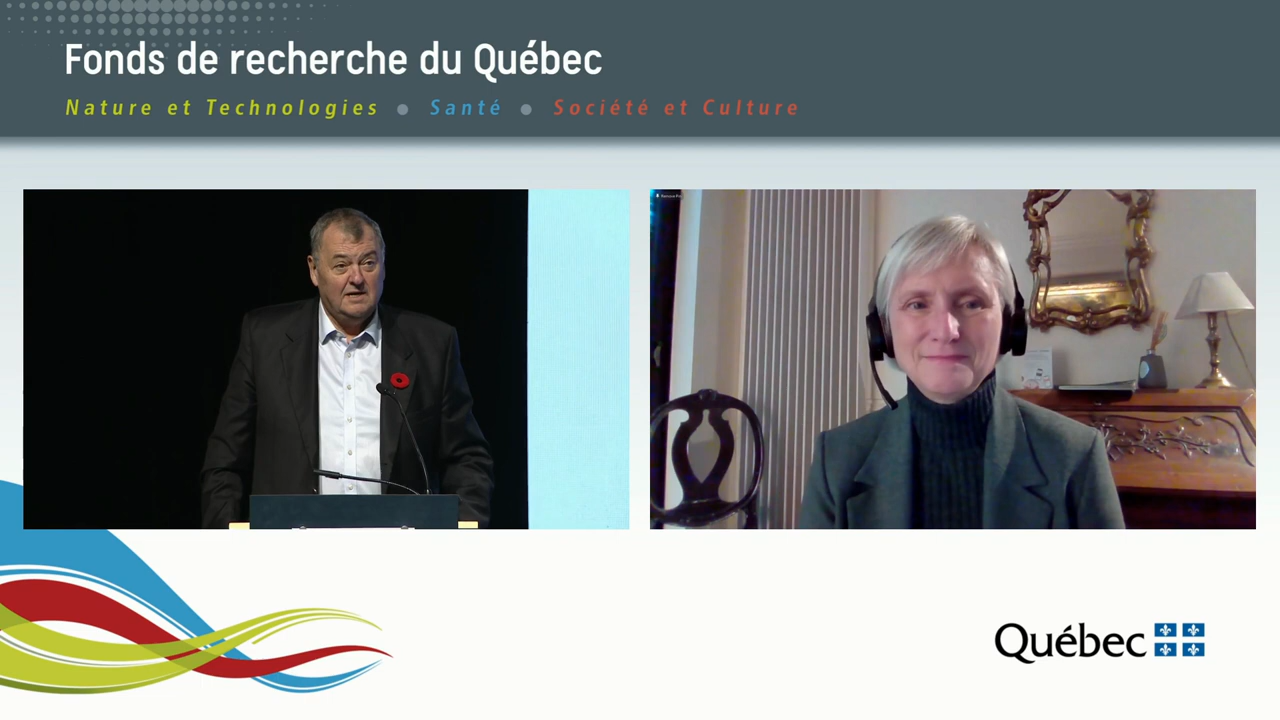 Fonds de recherche du Québec
Nature et Technologies ● Santé ● Société et Culture
Québec